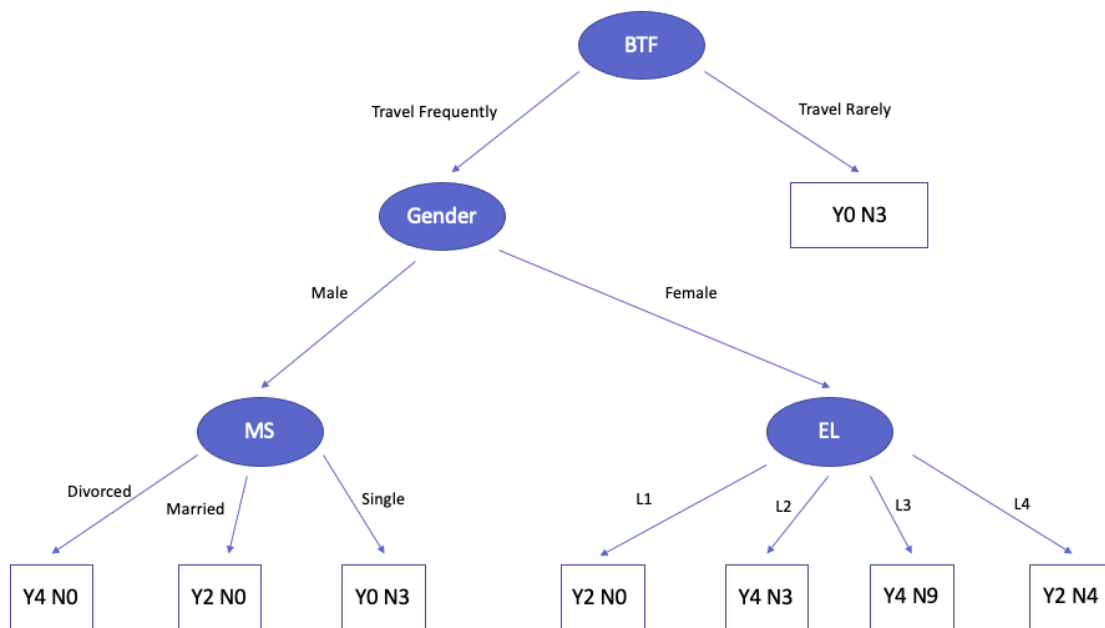 BTF
Travel Frequently
Travel Rarely
Gender
Y0 N3
Male
Female
MS
EL
Divorced
Married
Single
L1
L2
L3
L4
Y4 N0
Y2 N0
Y0 N3
Y2 N0
Y4 N3
Y4 N9
Y2 N4